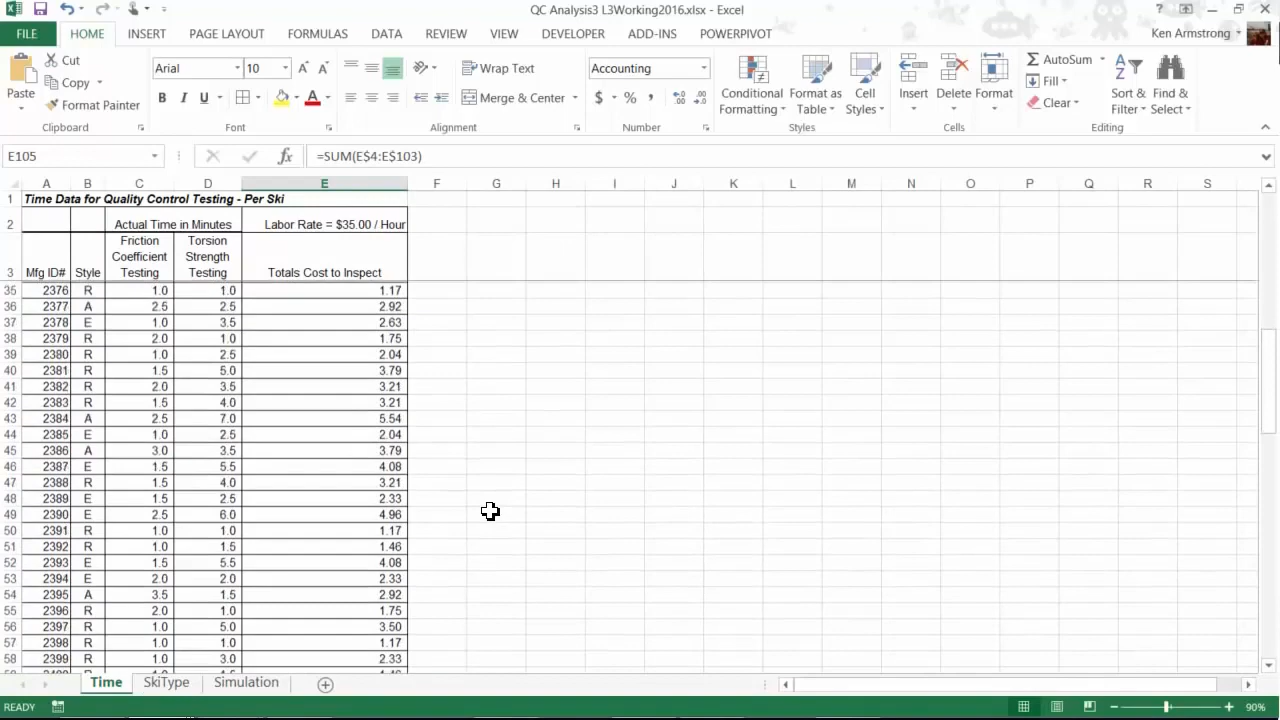 QC Analysis3 L3Working2016.xlsx - Excel
FILE HOME INSERT PAGE LAYOUT FORMULAS DATA REVIEW VIEW DEVELOPER ADD-INS POWERPIVOT Ken Armstrong
Paste
Cut
Copy
Format Painter
Clipboard
Arial 10
B I U
Font
Wrap Text
Merge & Center
Alignment
Accounting
$ % ,
Number
Conditional Formatting
Format as Table
Cell Styles
Styles
Insert Delete Format
Cells
AutoSum
Fill
Clear
Sort & Filter
Find & Select
Editing
E105 fx =SUM(E$4:E$103)
A B C D E F G H I J K L M N O P Q R S
1 Time Data for Quality Control Testing - Per Ski
2 Actual Time in Minutes Labor Rate = $35.00 / Hour
3 Mfg ID# Style Friction Coefficient Testing Torsion Strength Testing Totals Cost to Inspect
35 2376 R 1.0 1.0 1.17
36 2377 A 2.5 2.5 2.92
37 2378 E 1.0 3.5 2.63
38 2379 R 2.0 1.0 1.75
39 2380 R 1.0 2.5 2.04
40 2381 R 1.5 5.0 3.79
41 2382 R 2.0 3.5 3.21
42 2383 R 1.5 4.0 3.21
43 2384 A 2.5 7.0 5.54
44 2385 E 1.0 2.5 2.04
45 2386 A 3.0 3.5 3.79
46 2387 E 1.5 5.5 4.08
47 2388 R 1.5 4.0 3.21
48 2389 E 1.5 2.5 2.33
49 2390 E 2.5 6.0 4.96
50 2391 R 1.0 1.0 1.17
51 2392 R 1.0 1.5 1.46
52 2393 E 1.5 5.5 4.08
53 2394 E 2.0 2.0 2.33
54 2395 A 3.5 1.5 2.92
55 2396 R 2.0 1.0 1.75
56 2397 R 1.0 5.0 3.50
57 2398 R 1.0 1.0 1.17
58 2399 R 1.0 3.0 2.33
Time SkiType Simulation
READY 90%